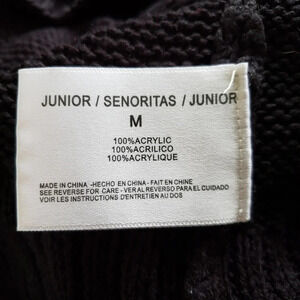 JUNIOR / SENORITAS / JUNIOR
M
100%ACRYLIC
100%ACRILICO
100%ACRYLIQUE
MADE IN CHINA -HECHO EN CHINA - FAIT EN CHINE
SEE REVERSE FOR CARE - VER AL REVERSO PARA EL CUIDADO
VOIR LES INSTRUCTIONS D'ENTRETIEN AU DOS